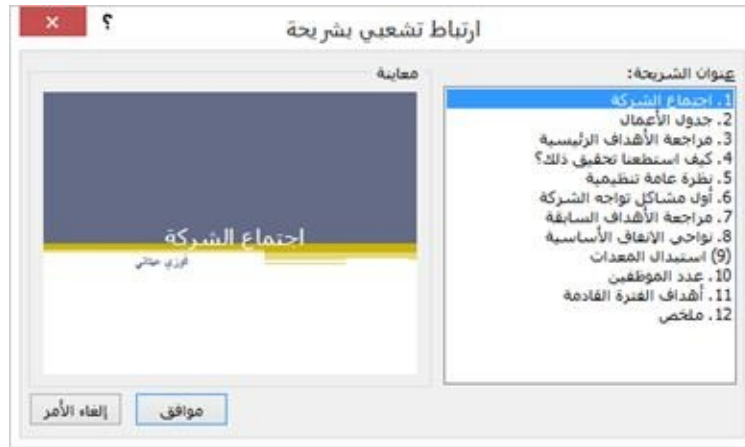 ارتباط تشعبي بشريحة
؟
عنوان الشريحة:
1. اجتماع الشركة
2. جدول الأعمال
3. مراجعة الأهداف الرئيسية
4. كيف استطعنا تحقيق ذلك؟
5. نظرة عامة تنظيمية
6. أول مشاكل تواجه الشركة
7. مراجعة الأهداف السابقة
8. نواحي الإنفاق الأساسية
(9) استبدال المعدات
10. عدد الموظفين
11. أهداف الفترة القادمة
12. ملخص
معاينة
اجتماع الشركة
فوزي
موافق
إلغاء الأمر